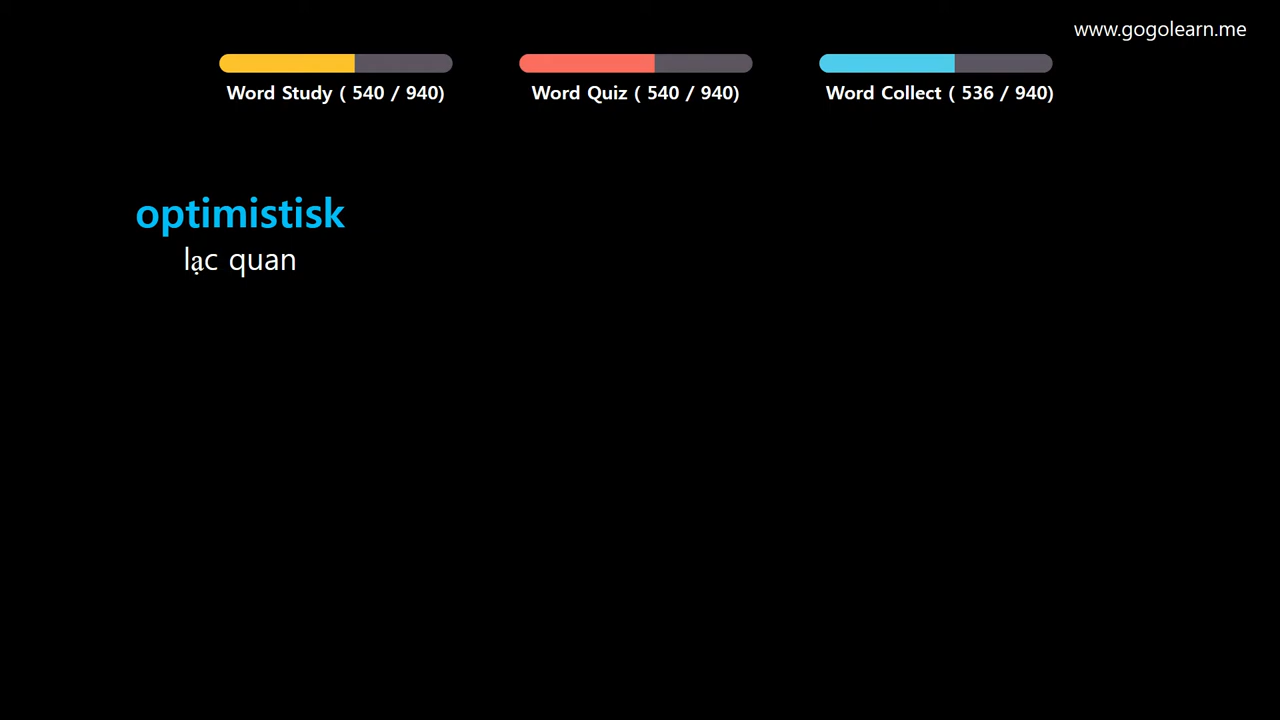 www.gogolearn.me
Word Study ( 540 / 940)
Word Quiz ( 540 / 940)
Word Collect ( 536 / 940)
optimistisk
lạc quan